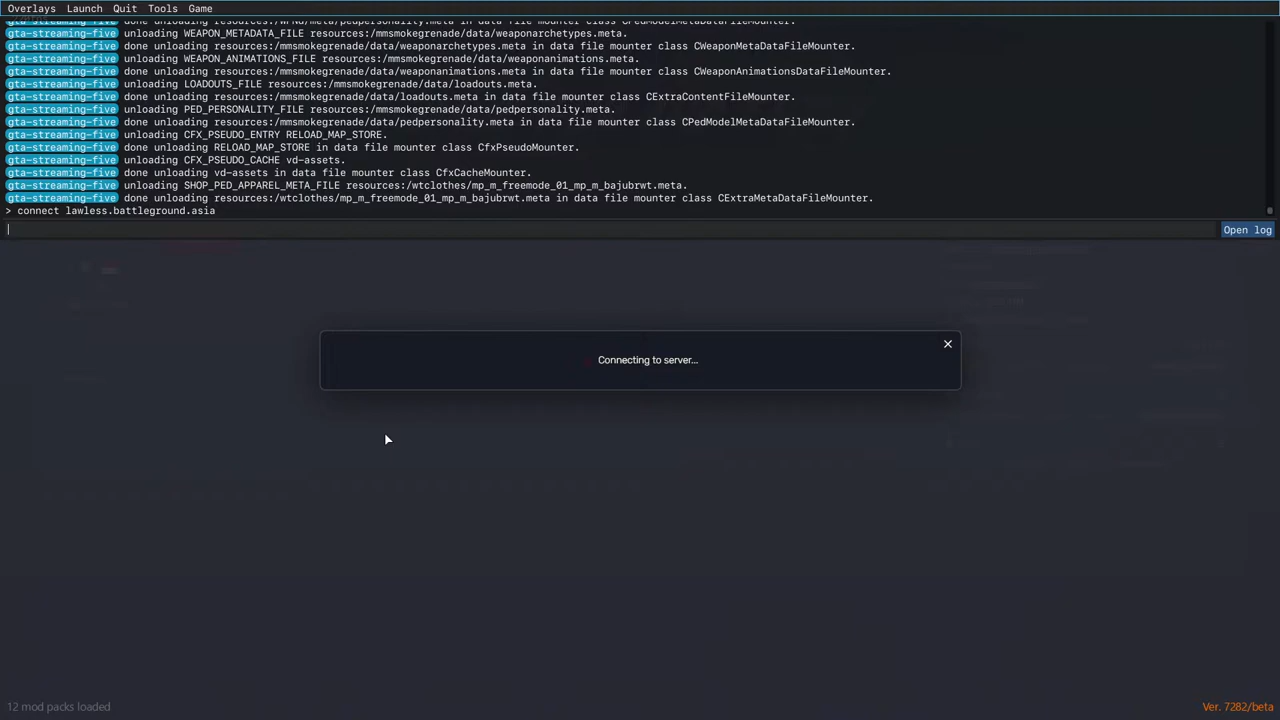 Overlays Launch Quit Tools Game
gta-streaming-five unloading WEAPON_METADATA_FILE resources:/mmsmokegrenade/data/weaponarchetypes.meta.
gta-streaming-five done unloading resources:/mmsmokegrenade/data/weaponarchetypes.meta in data file mounter class CWeaponMetaDataFileMounter.
gta-streaming-five unloading WEAPON_ANIMATIONS_FILE resources:/mmsmokegrenade/data/weaponanimations.meta.
gta-streaming-five done unloading resources:/mmsmokegrenade/data/weaponanimations.meta in data file mounter class CWeaponAnimationsDataFileMounter.
gta-streaming-five unloading LOADOUTS_FILE resources:/mmsmokegrenade/data/loadouts.meta.
gta-streaming-five done unloading resources:/mmsmokegrenade/data/loadouts.meta in data file mounter class CExtraContentFileMounter.
gta-streaming-five unloading PED_PERSONALITY_FILE resources:/mmsmokegrenade/data/pedpersonality.meta.
gta-streaming-five done unloading resources:/mmsmokegrenade/data/pedpersonality.meta in data file mounter class CPedModelMetaDataFileMounter.
gta-streaming-five unloading CFX_PSEUDO_ENTRY RELOAD_MAP_STORE.
gta-streaming-five done unloading RELOAD_MAP_STORE in data file mounter class CfxPseudoMounter.
gta-streaming-five unloading CFX_PSEUDO_CACHE vd-assets.
gta-streaming-five done unloading vd-assets in data file mounter class CfxCacheMounter.
gta-streaming-five unloading SHOP_PED_APPAREL_META_FILE resources:/wtclothes/mp_m_freemode_01_mp_m_bajubrwt.meta.
gta-streaming-five done unloading resources:/wtclothes/mp_m_freemode_01_mp_m_bajubrwt.meta in data file mounter class CExtraMetaDataFileMounter.
> connect lawless.battleground.asia
Open log
Connecting to server...
12 mod packs loaded
Ver. 7282/beta